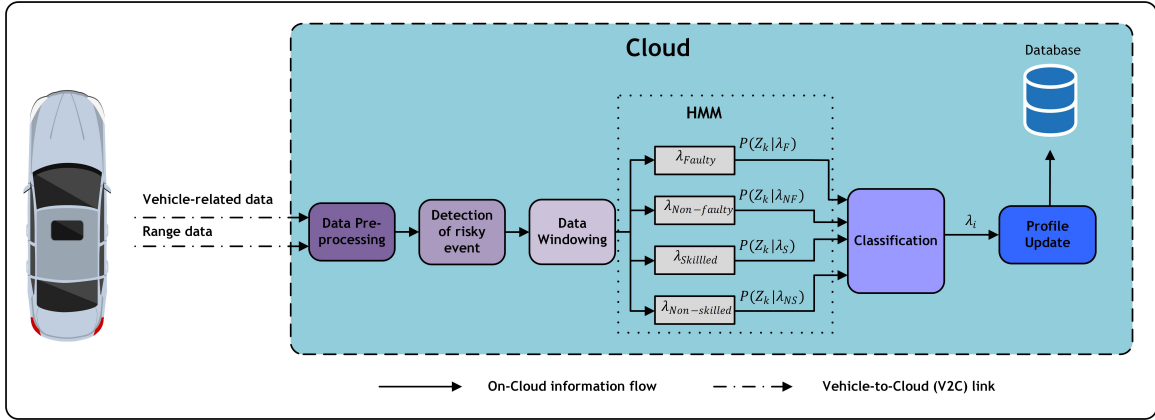 Cloud
Database
HMM
Vehicle-related data
Range data
Data Pre-
processing
Detection
of risky
event
Data
Windowing
λ_Faulty
P(Z_k|λ_F)
λ_Non−faulty
P(Z_k|λ_NF)
λ_Skillled
P(Z_k|λ_S)
λ_Non−skilled
P(Z_k|λ_NS)
Classification
λ_i
Profile
Update
On-Cloud information flow
Vehicle-to-Cloud (V2C) link